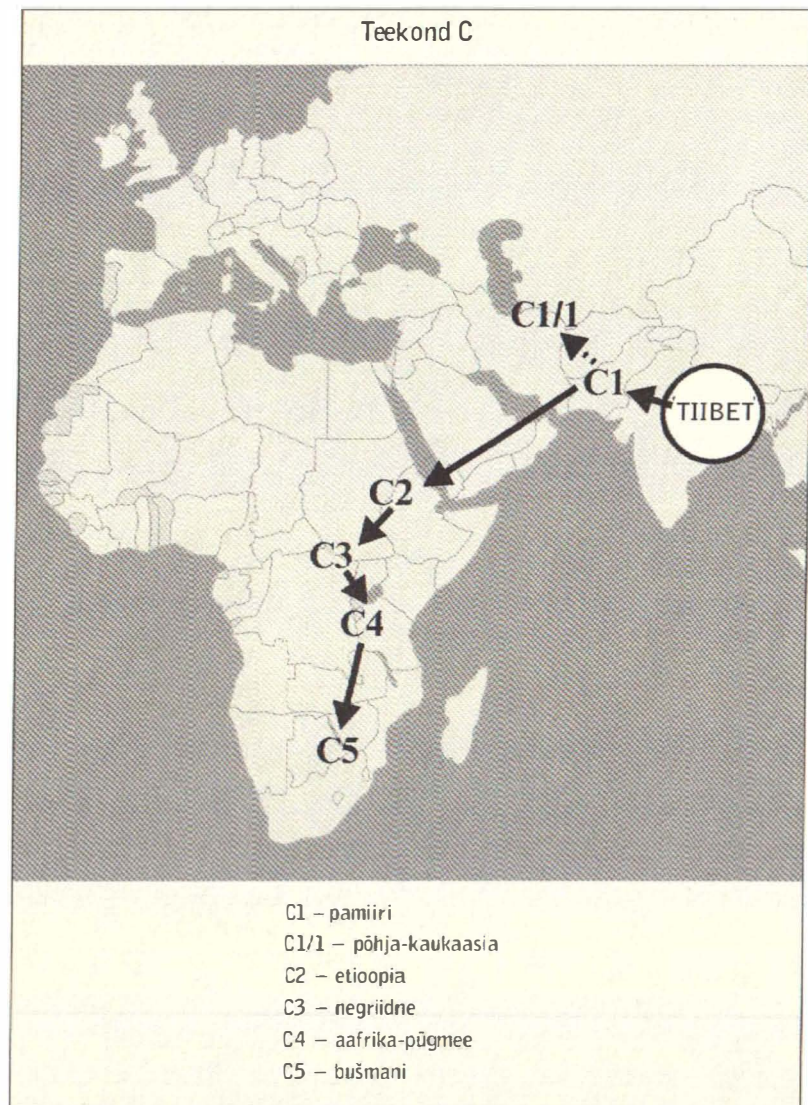 Teekond C
C1/1
C1
TIIBET
C2
C3
C4
C5
C1 – pamiiri
C1/1 – põhja-kaukaasia
C2 – etioopia
C3 – negriidne
C4 – aafrika-pügmee
C5 – bušmani